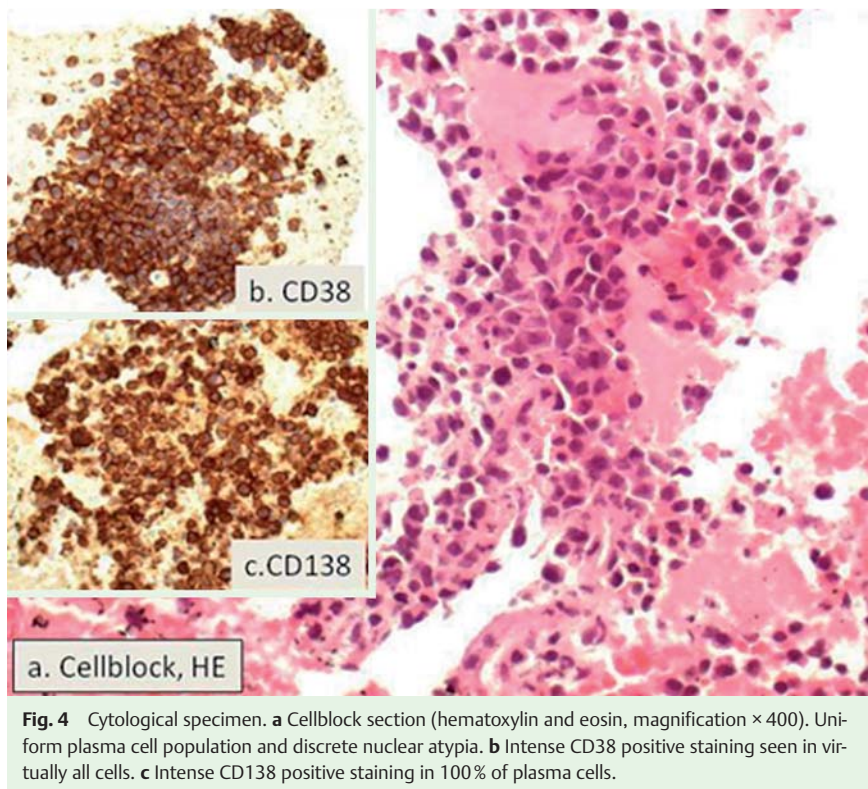 b. CD38
c.CD138
a. Cellblock, HE
Fig. 4 Cytological specimen. a Cellblock section (hematoxylin and eosin, magnification × 400). Uni-
form plasma cell population and discrete nuclear atypia. b Intense CD38 positive staining seen in vir-
tually all cells. c Intense CD138 positive staining in 100 % of plasma cells.